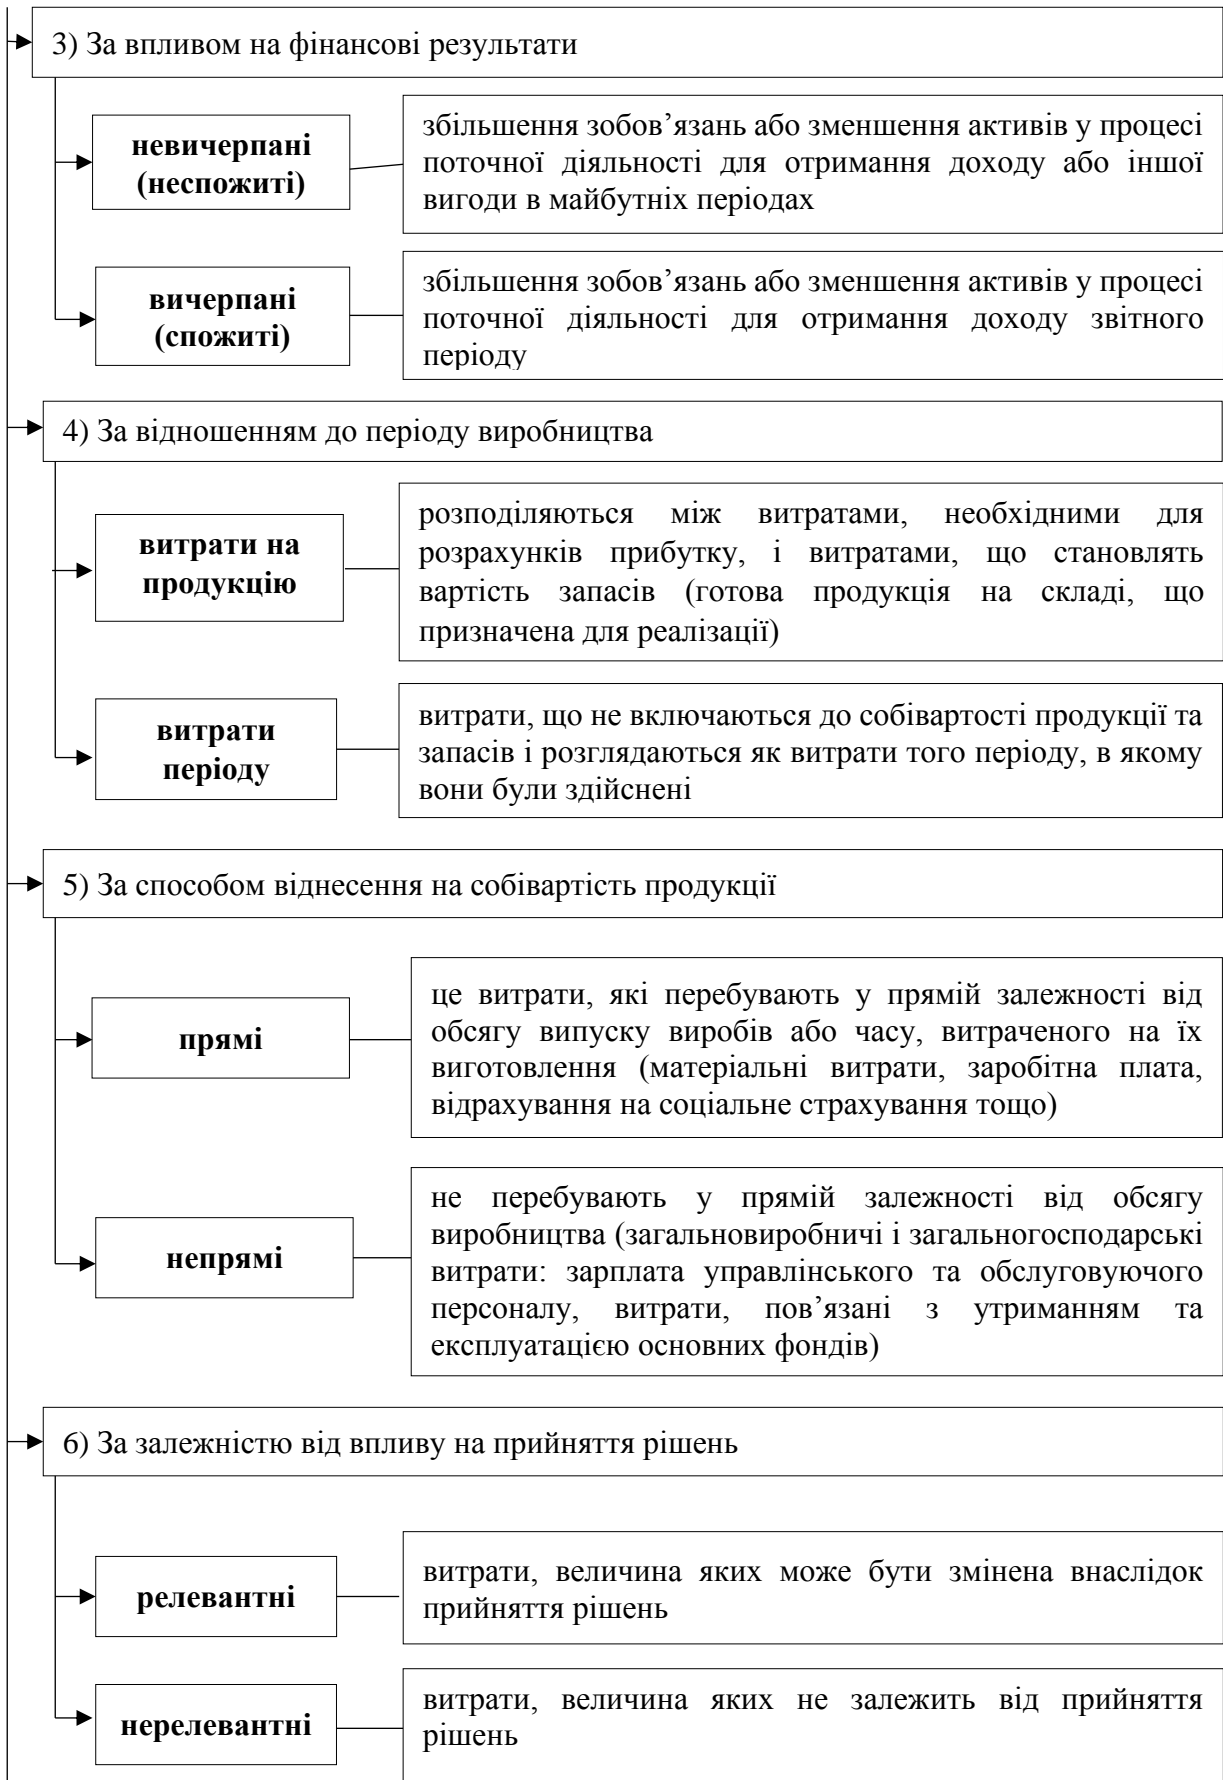 3) За впливом на фінансові результати
невичерпані
(неспожиті)
збільшення зобов’язань або зменшення активів у процесі
поточної діяльності для отримання доходу або іншої
вигоди в майбутніх періодах
вичерпані
(спожиті)
збільшення зобов’язань або зменшення активів у процесі
поточної діяльності для отримання доходу звітного
періоду
4) За відношенням до періоду виробництва
витрати на
продукцію
розподіляються між витратами, необхідними для
розрахунків прибутку, і витратами, що становлять
вартість запасів (готова продукція на складі, що
призначена для реалізації)
витрати
періоду
витрати, що не включаються до собівартості продукції та
запасів і розглядаються як витрати того періоду, в якому
вони були здійснені
5) За способом віднесення на собівартість продукції
прямі
це витрати, які перебувають у прямій залежності від
обсягу випуску виробів або часу, витраченого на їх
виготовлення (матеріальні витрати, заробітна плата,
відрахування на соціальне страхування тощо)
непрямі
не перебувають у прямій залежності від обсягу
виробництва (загальновиробничі і загальногосподарські
витрати: зарплата управлінського та обслуговуючого
персоналу, витрати, пов’язані з утриманням та
експлуатацією основних фондів)
6) За залежністю від впливу на прийняття рішень
релевантні
витрати, величина яких може бути змінена внаслідок
прийняття рішень
нерелевантні
витрати, величина яких не залежить від прийняття
рішень